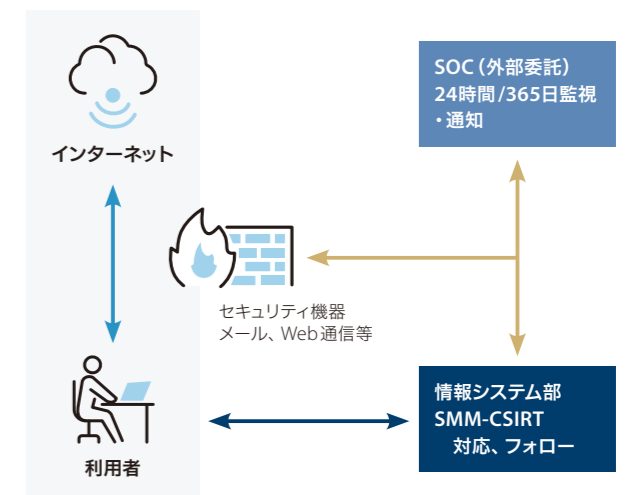 インターネット
SOC（外部委託）
24時間/365日監視
・通知
セキュリティ機器
メール、Web通信等
利用者
情報システム部
SMM-CSIRT
対応、フォロー